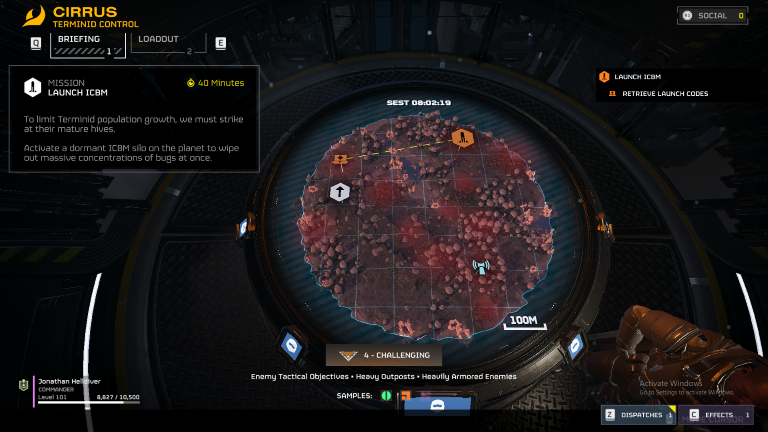 CIRRUS
TERMINID CONTROL
SOCIAL 0
Q
BRIEFING
1
LOADOUT
2
E
MISSION
LAUNCH ICBM
40 Minutes
To limit Terminid population growth, we must strike
at their mature hives.
Activate a dormant ICBM silo on the planet to wipe
out massive concentrations of bugs at once.
LAUNCH ICBM
RETRIEVE LAUNCH CODES
SEST 08:02:19
100M
4 - CHALLENGING
Enemy Tactical Objectives • Heavy Outposts • Heavily Armored Enemies
SAMPLES:
Jonathan Helldiver
COMMANDER
Level 101
8,827 / 10,500
Activate Windows
Go to Settings to activate Windows.
Z
DISPATCHES 1
C
EFFECTS 1
CURSOR